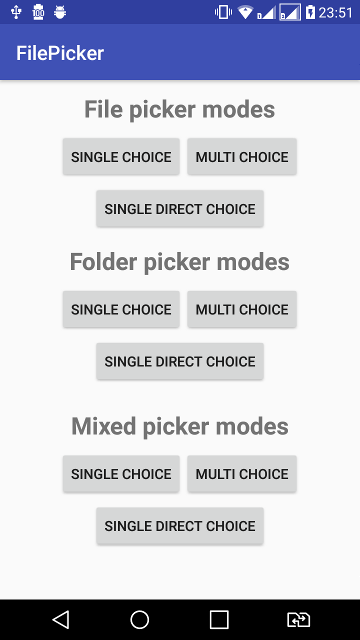 23:51
FilePicker
File picker modes
SINGLE CHOICE MULTI CHOICE
SINGLE DIRECT CHOICE
Folder picker modes
SINGLE CHOICE MULTI CHOICE
SINGLE DIRECT CHOICE
Mixed picker modes
SINGLE CHOICE MULTI CHOICE
SINGLE DIRECT CHOICE